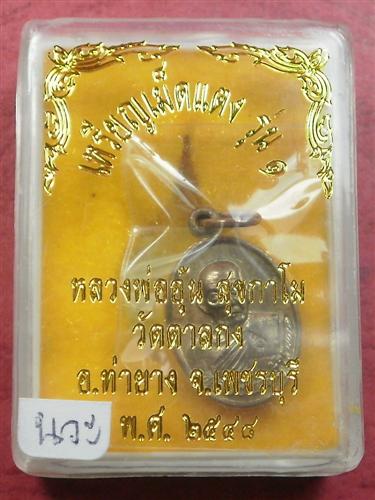 เหรียญเม็ดแตง รุ่น ๑
หลวงพ่ออุ้น สุขกาโม
วัดตาลกง
อ.ท่ายาง จ.เพชรบุรี
พ.ศ. ๒๕๔๘
นวะ